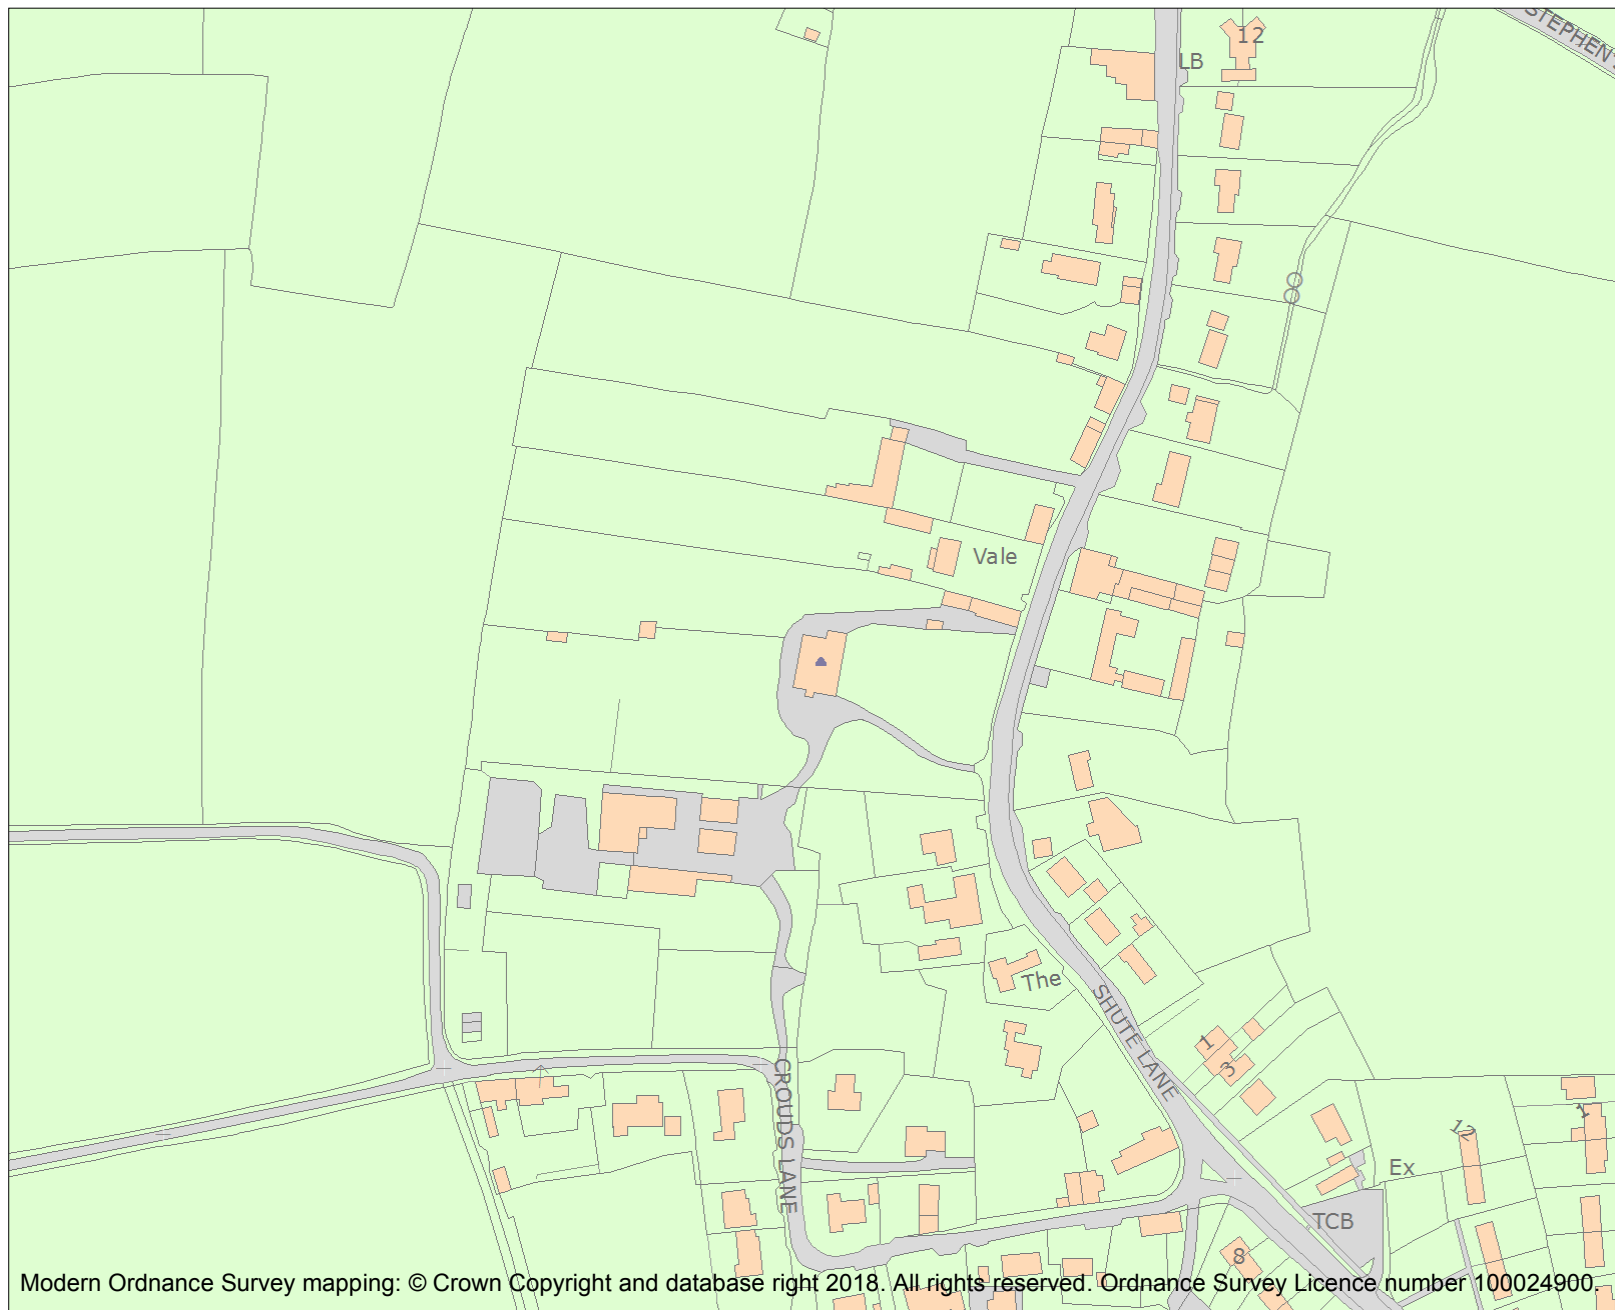 STEPHEN'S
12
LB
Vale
The
SHUTE LANE
1
3
CROUDS LANE
12
1
Ex
TCB
8
Modern Ordnance Survey mapping: © Crown Copyright and database right 2018. All rights reserved. Ordnance Survey Licence number 100024900.